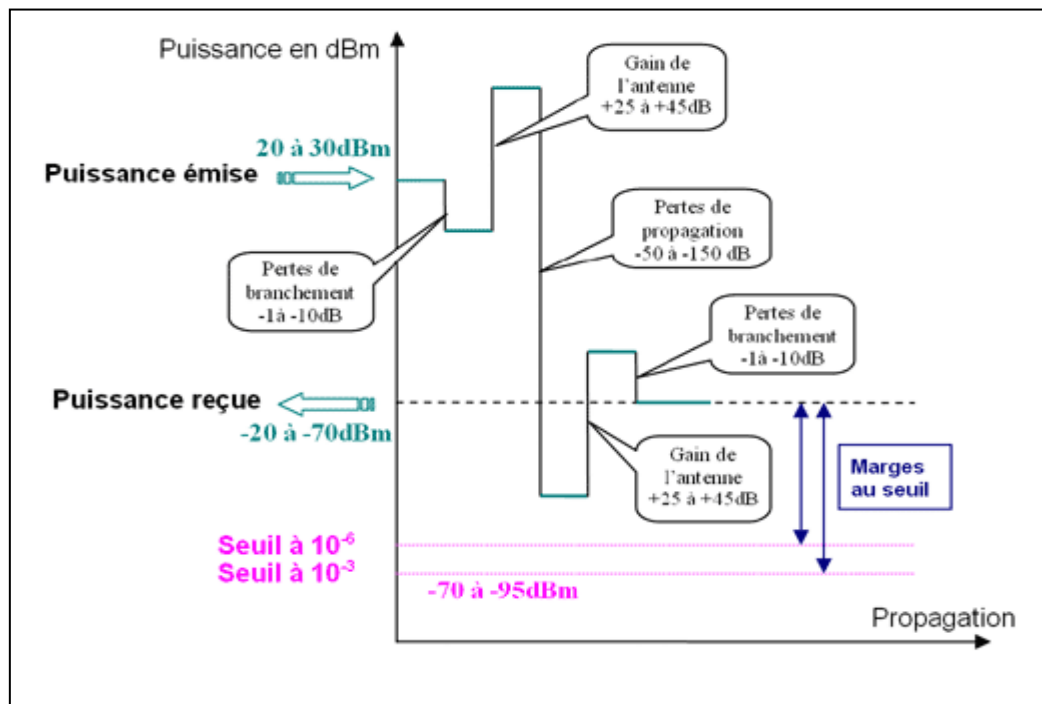 Puissance en dBm
Gain de
l'antenne
+25 à +45dB
20 à 30dBm
Puissance émise
Pertes de
propagation
-50 à -150 dB
Pertes de
branchement
-1à -10dB
Pertes de
branchement
-1à -10dB
Puissance reçue
-20 à -70dBm
Gain de
l'antenne
+25 à +45dB
Marges
au seuil
Seuil à 10⁻⁶
Seuil à 10⁻³
-70 à -95dBm
Propagation